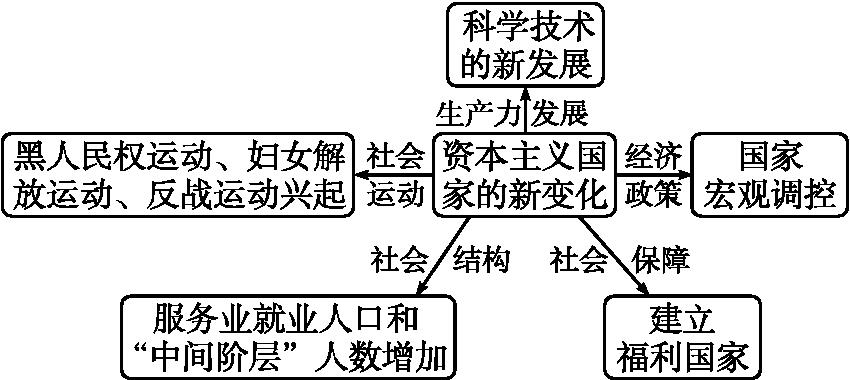 科学技术
的新发展
生产力 发展
黑人民权运动、妇女解
放运动、反战运动兴起
社会
运动
资本主义国
家的新变化
经济
政策
国家
宏观调控
社会 结构
社会 保障
服务业就业人口和
“中间阶层”人数增加
建立
福利国家